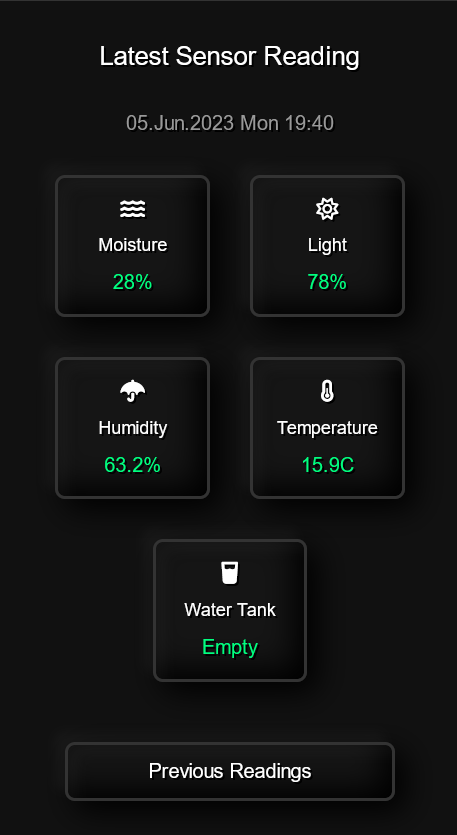 Latest Sensor Reading
05.Jun.2023 Mon 19:40
Moisture
28%
Light
78%
Humidity
63.2%
Temperature
15.9C
Water Tank
Empty
Previous Readings